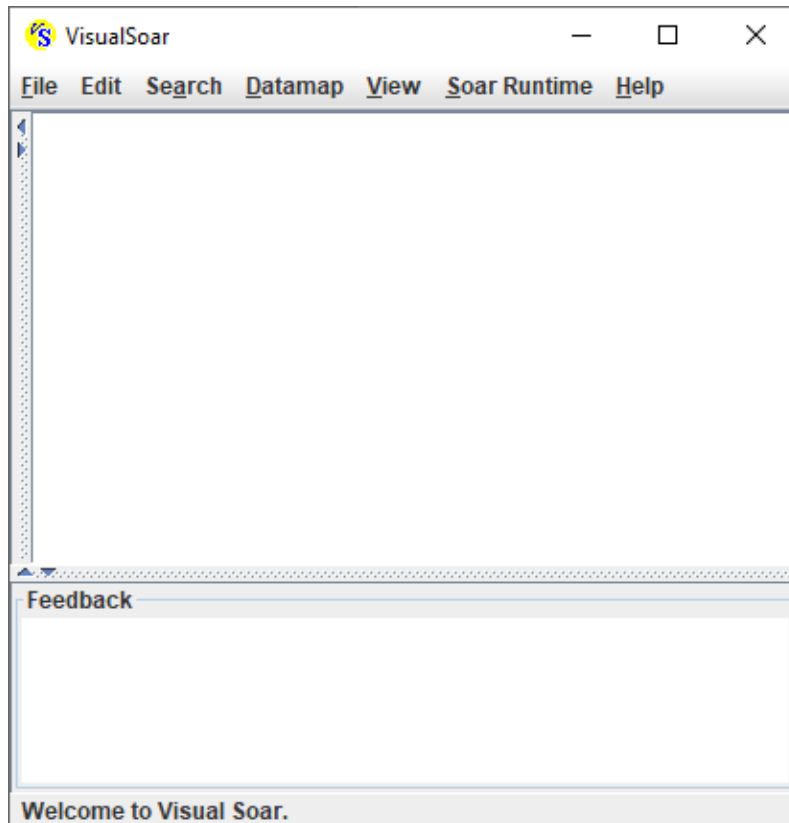 VisualSoar
File Edit Search Datamap View Soar Runtime Help
Feedback
Welcome to Visual Soar.